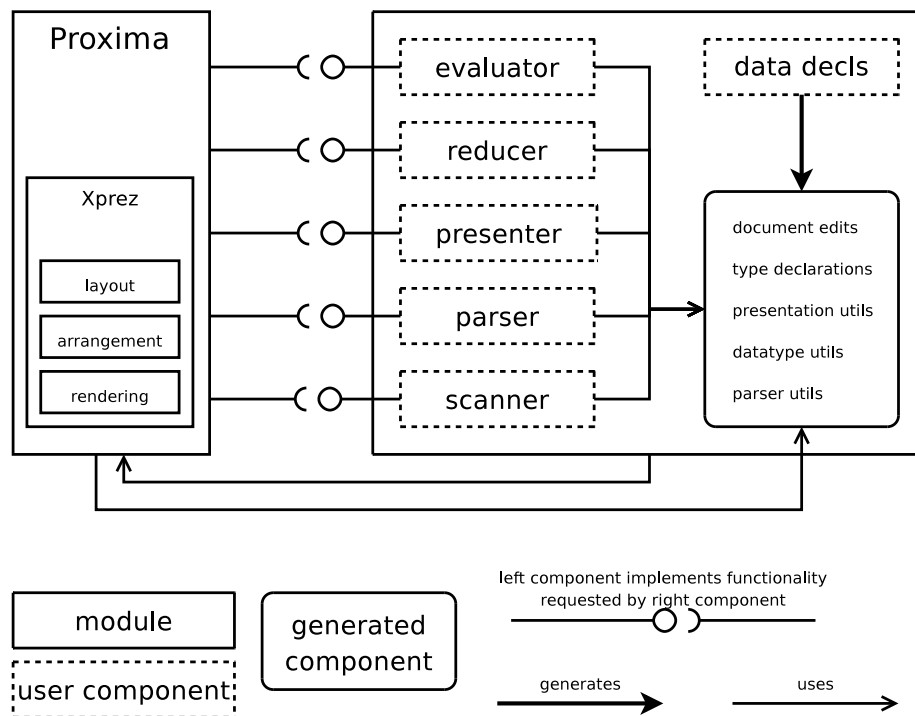 Proxima
Xprez
layout
arrangement
rendering
evaluator
reducer
presenter
parser
scanner
data decls
document edits
type declarations
presentation utils
datatype utils
parser utils
module
user component
generated
component
left component implements functionality
requested by right component
generates
uses